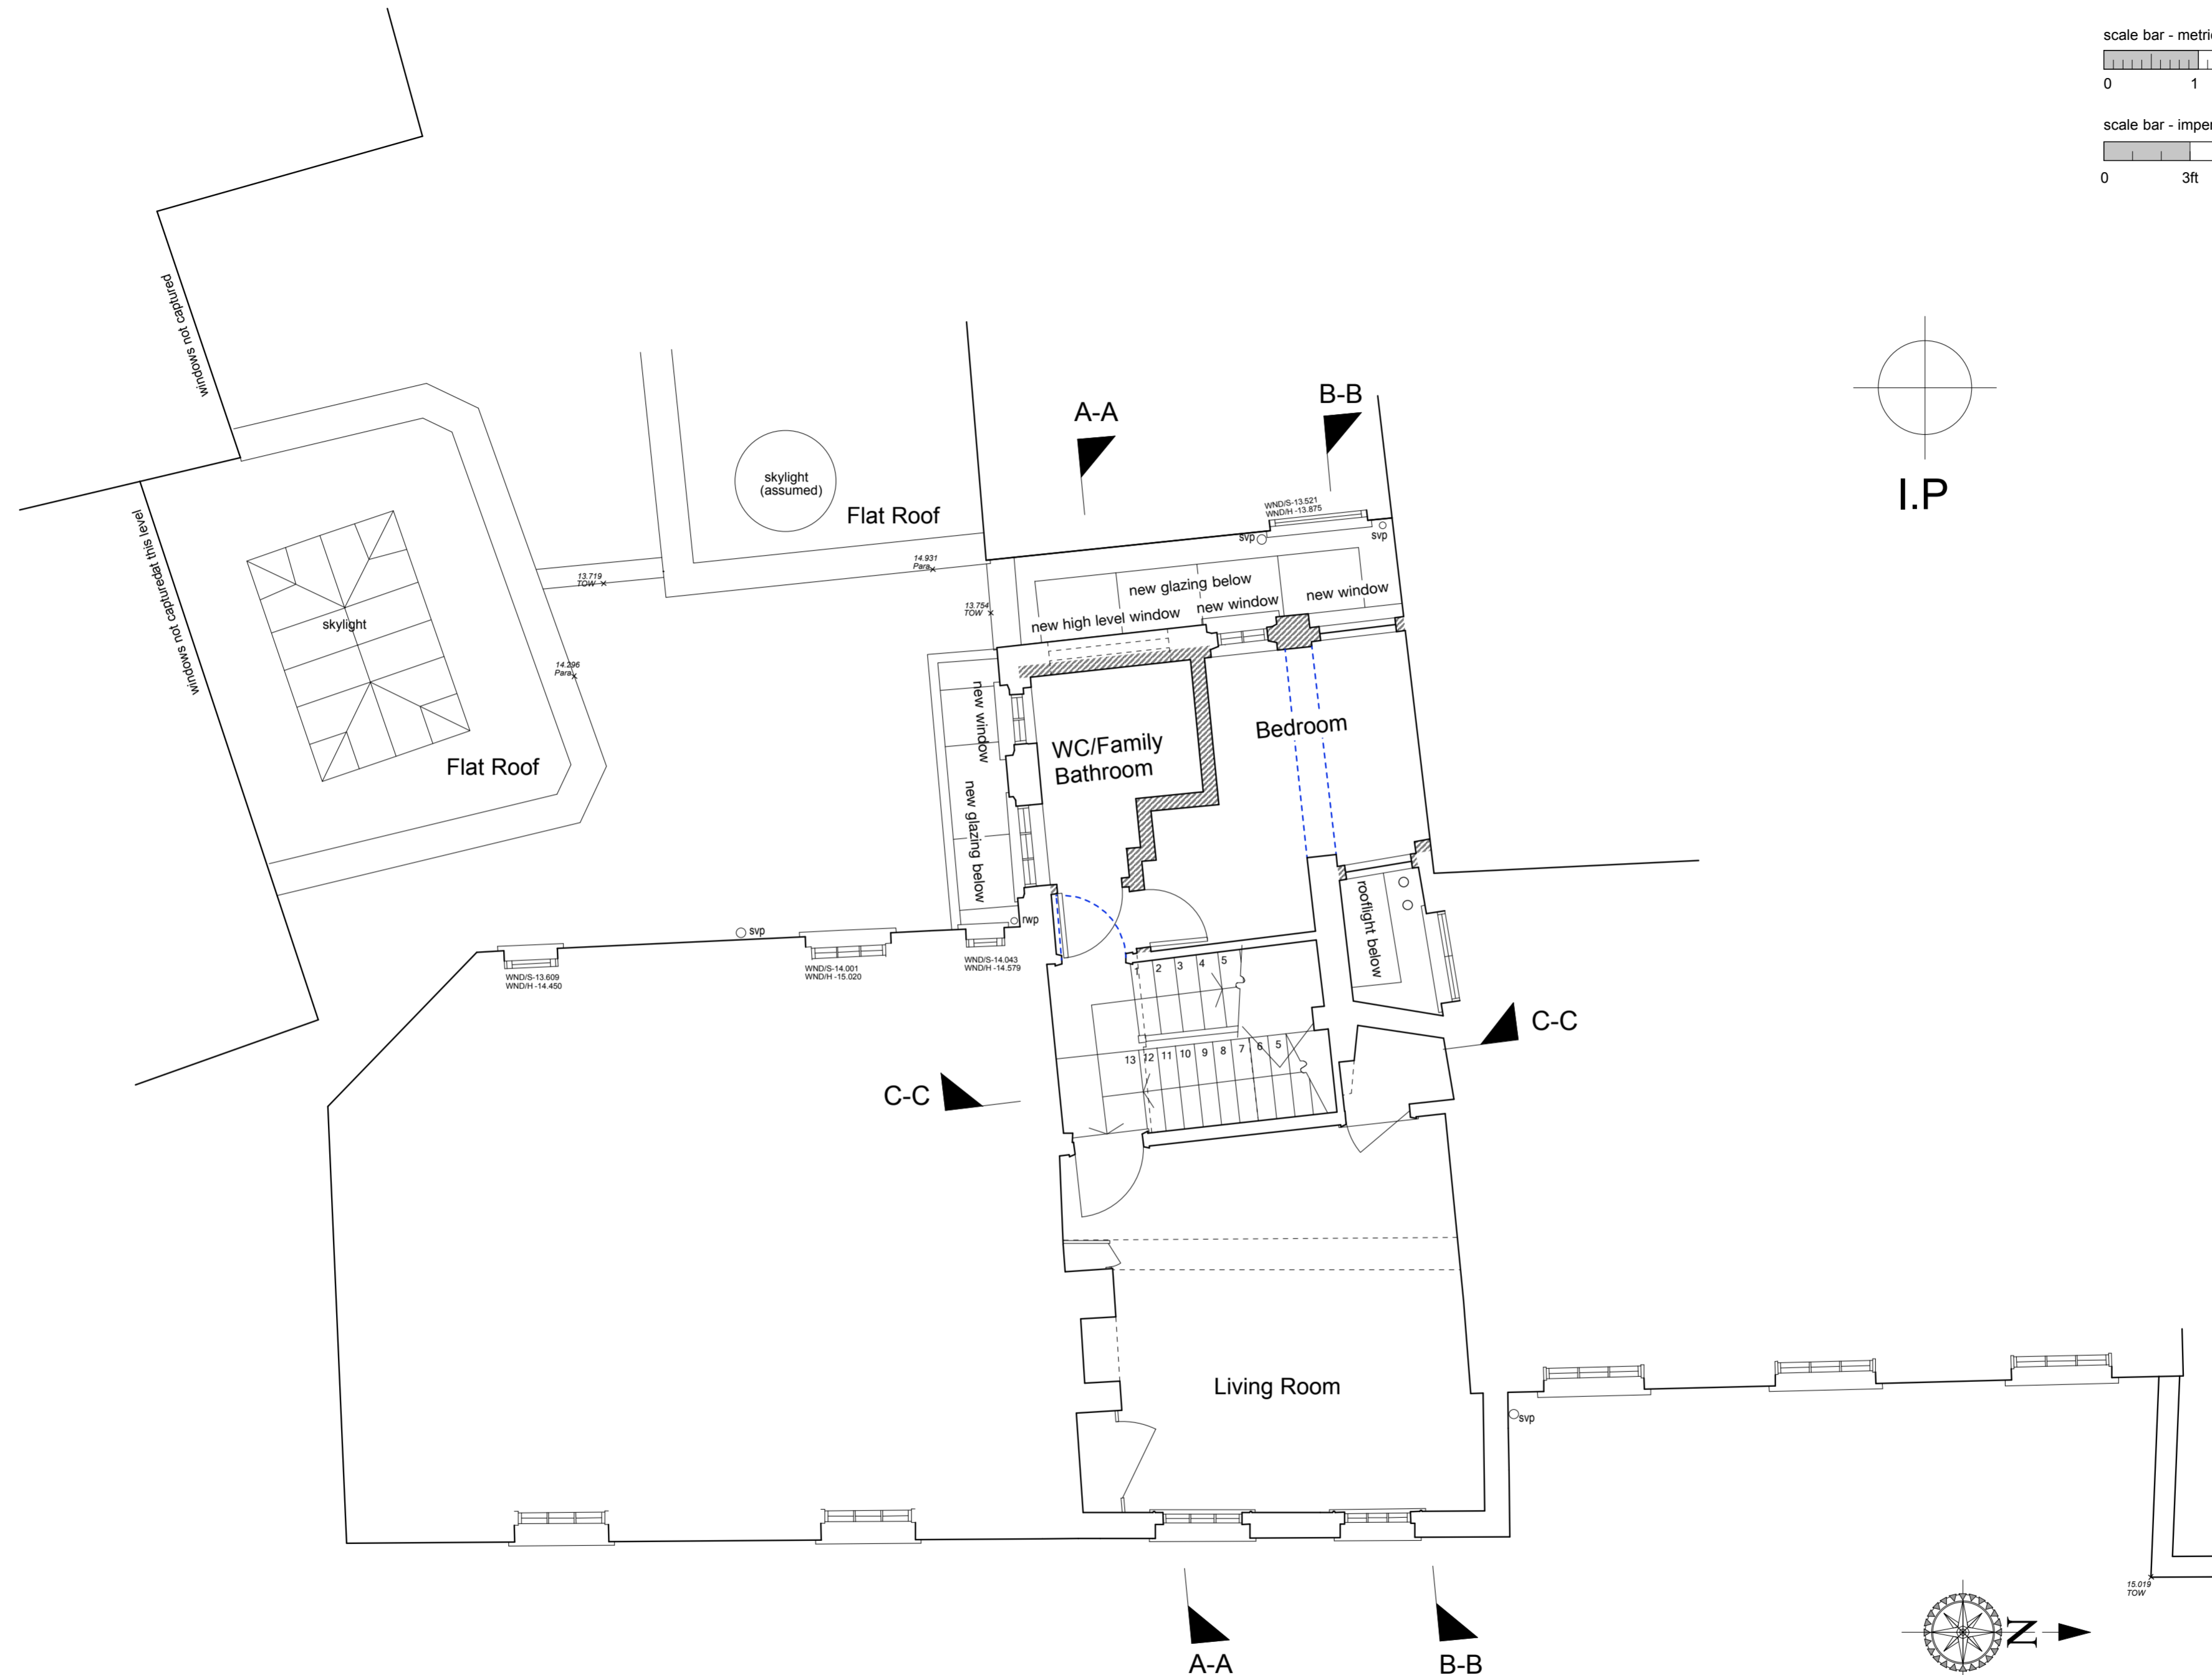 scale bar - metri
0 1
scale bar - imper
0 3ft
windows not captured
A-A
B-B
I.P
skylight
(assumed)
Flat Roof
WND/S-13.521
WND/H -13.875
svp
svp
windows not capturedat this level
14.931
Para
13.719
TOW
new glazing below
new window
new window
new high level window
13.754
TOW
skylight
14.296
Para
Flat Roof
new window
WC/Family
Bathroom
Bedroom
new glazing below
rooflight below
rwp
svp
WND/S-13.609
WND/H -14.450
WND/S-14.001
WND/H -15.020
WND/S-14.043
WND/H -14.579
1 2 3 4 5
C-C
13 12 11 10 9 8 7 6 5
C-C
Living Room
svp
15.019
TOW
N
A-A
B-B